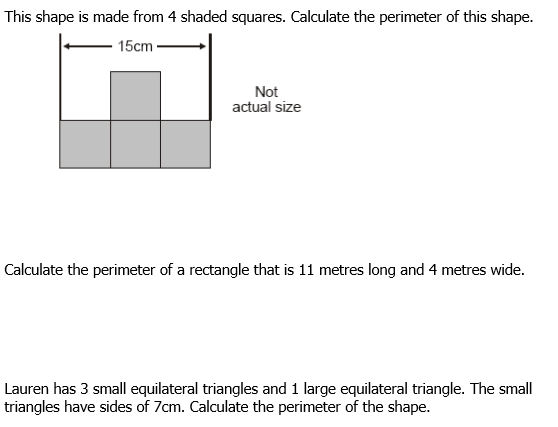 This shape is made from 4 shaded squares. Calculate the perimeter of this shape.
15cm
Not
actual size
Calculate the perimeter of a rectangle that is 11 metres long and 4 metres wide.
Lauren has 3 small equilateral triangles and 1 large equilateral triangle. The small
triangles have sides of 7cm. Calculate the perimeter of the shape.